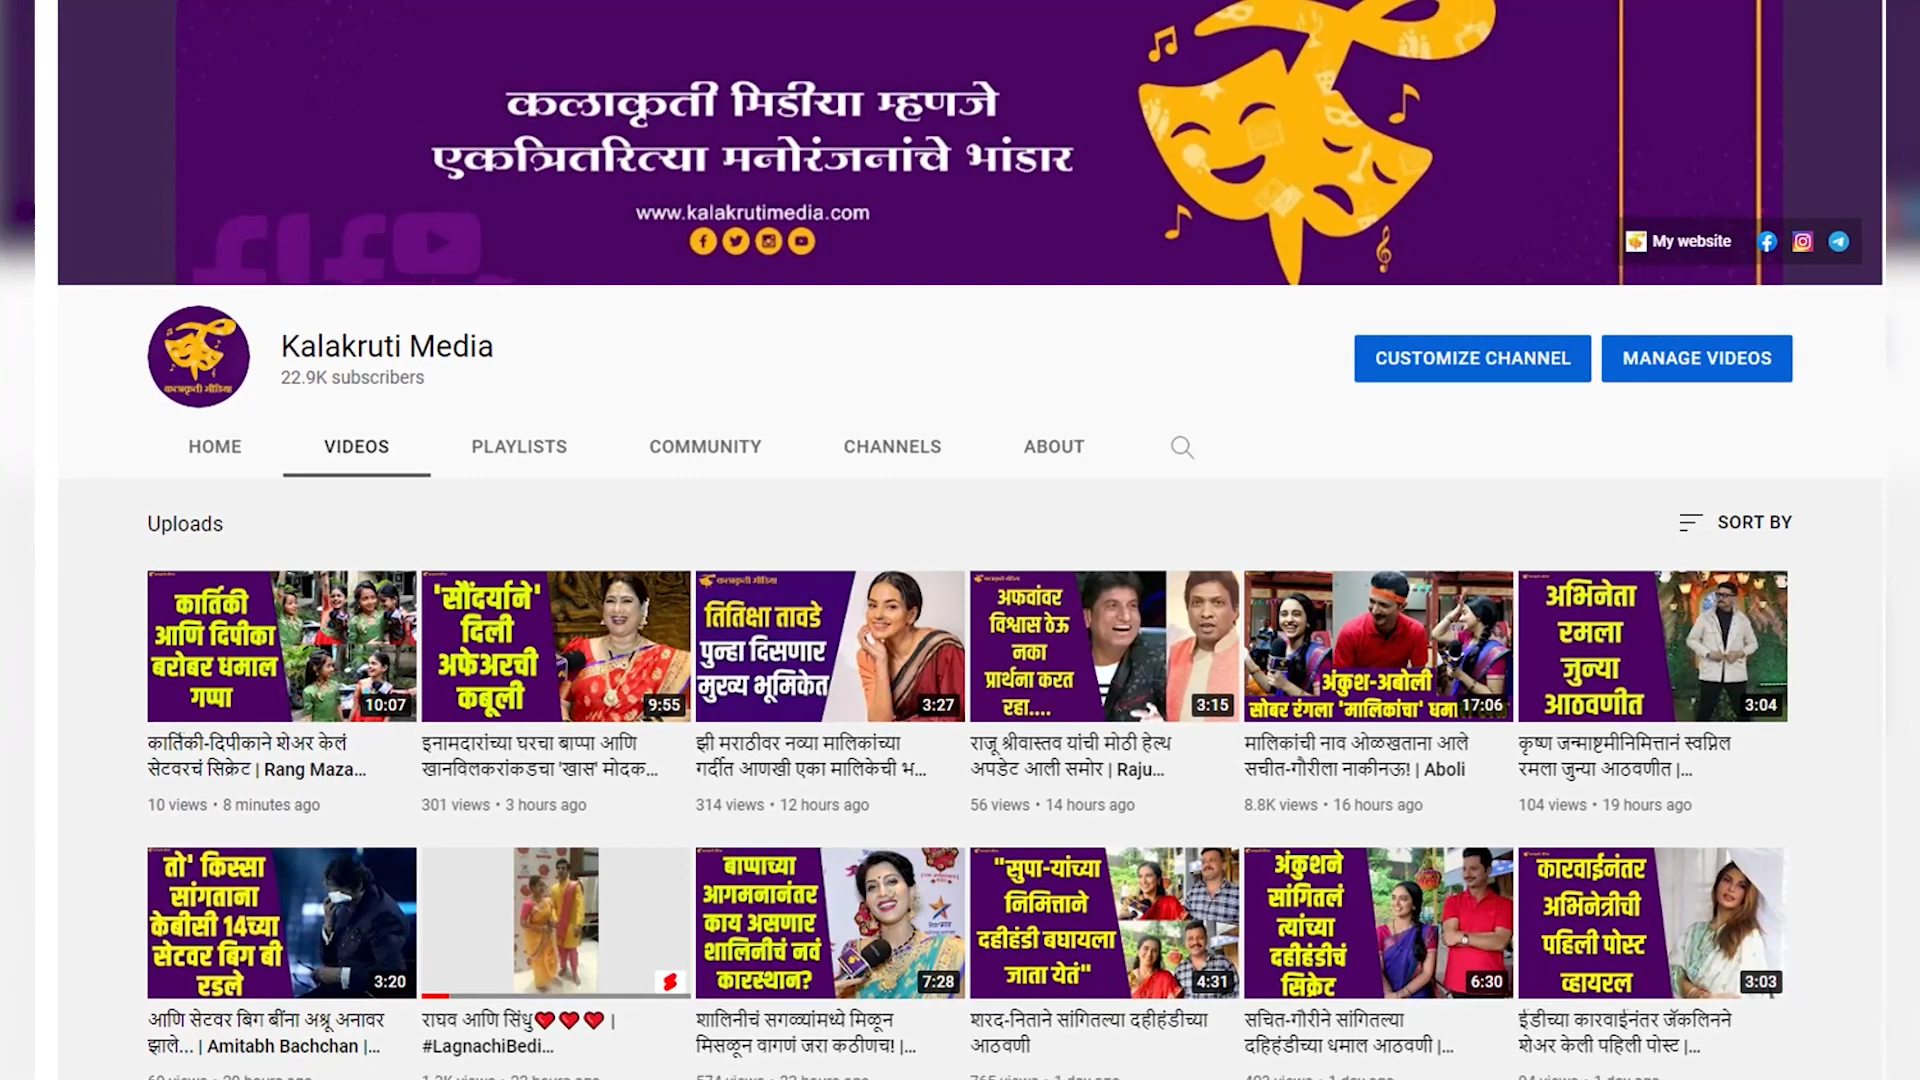 कलाकृती मिडीया म्हणजे
एकत्रितरित्या मनोरंजनांचे भांडार
www.kalakrutimedia.com
My website
कलाकृती मीडिया
Kalakruti Media
22.9K subscribers
CUSTOMIZE CHANNEL
MANAGE VIDEOS
HOME
VIDEOS
PLAYLISTS
COMMUNITY
CHANNELS
ABOUT
Uploads
SORT BY
कार्तिकी
आणि दिपीका
बरोबर धमाल
गप्पा
10:07
कार्तिकी-दिपीकाने शेअर केलं
सेटवरचं सिक्रेट | Rang Maza...
10 views • 8 minutes ago
'सौंदर्याने'
दिली
अफेअरची
कबूली
9:55
इनामदारांच्या घरचा बाप्पा आणि
खानविलकरांकडचा 'खास' मोदक...
301 views • 3 hours ago
कलाकृती मीडिया
तितिक्षा तावडे
पुन्हा दिसणार
मुख्य भूमिकेत
3:27
झी मराठीवर नव्या मालिकांच्या
गर्दीत आणखी एका मालिकेची भ...
314 views • 12 hours ago
अफवांवर
विश्वास ठेऊ
नका
प्रार्थना करत
रहा....
3:15
राजू श्रीवास्तव यांची मोठी हेल्थ
अपडेट आली समोर | Raju...
56 views • 14 hours ago
अंकुश-अबोली
सोबर रंगला 'मालिकांचा' धमा
17:06
मालिकांची नाव ओळखताना आले
सचीत-गौरीला नाकीनऊ! | Aboli
8.8K views • 16 hours ago
अभिनेता
रमला
जुन्या
आठवणीत
3:04
कृष्ण जन्माष्टमीनिमित्तानं स्वप्निल
रमला जुन्या आठवणीत |...
104 views • 19 hours ago
तो' किस्सा
सांगताना
केबीसी 14च्या
सेटवर बिग बी
रडले
3:20
आणि सेटवर बिग बींना अश्रू अनावर
झाले... | Amitabh Bachchan |...
राघव आणि सिंधु❤❤❤ |
#LagnachiBedi...
बाप्पाच्या
आगमनानंतर
काय असणार
शालिनीचं नवं
कारस्थान?
7:28
शालिनीचं सगळ्यांमध्ये मिळून
मिसळून वागणं जरा कठीणच! |...
"सुपा-यांच्या
निमित्ताने
दहीहंडी बघायला
जाता येतं"
4:31
शरद-निताने सांगितल्या दहीहंडीच्या
आठवणी
अंकुशने
सांगितलं
त्यांच्या
दहीहंडीचं
सिक्रेट
6:30
सचित-गौरीने सांगितल्या
दहिहंडीच्या धमाल आठवणी |...
कारवाईनंतर
अभिनेत्रीची
पहिली पोस्ट
व्हायरल
3:03
ईडीच्या कारवाईनंतर जॅकलिनने
शेअर केली पहिली पोस्ट |...